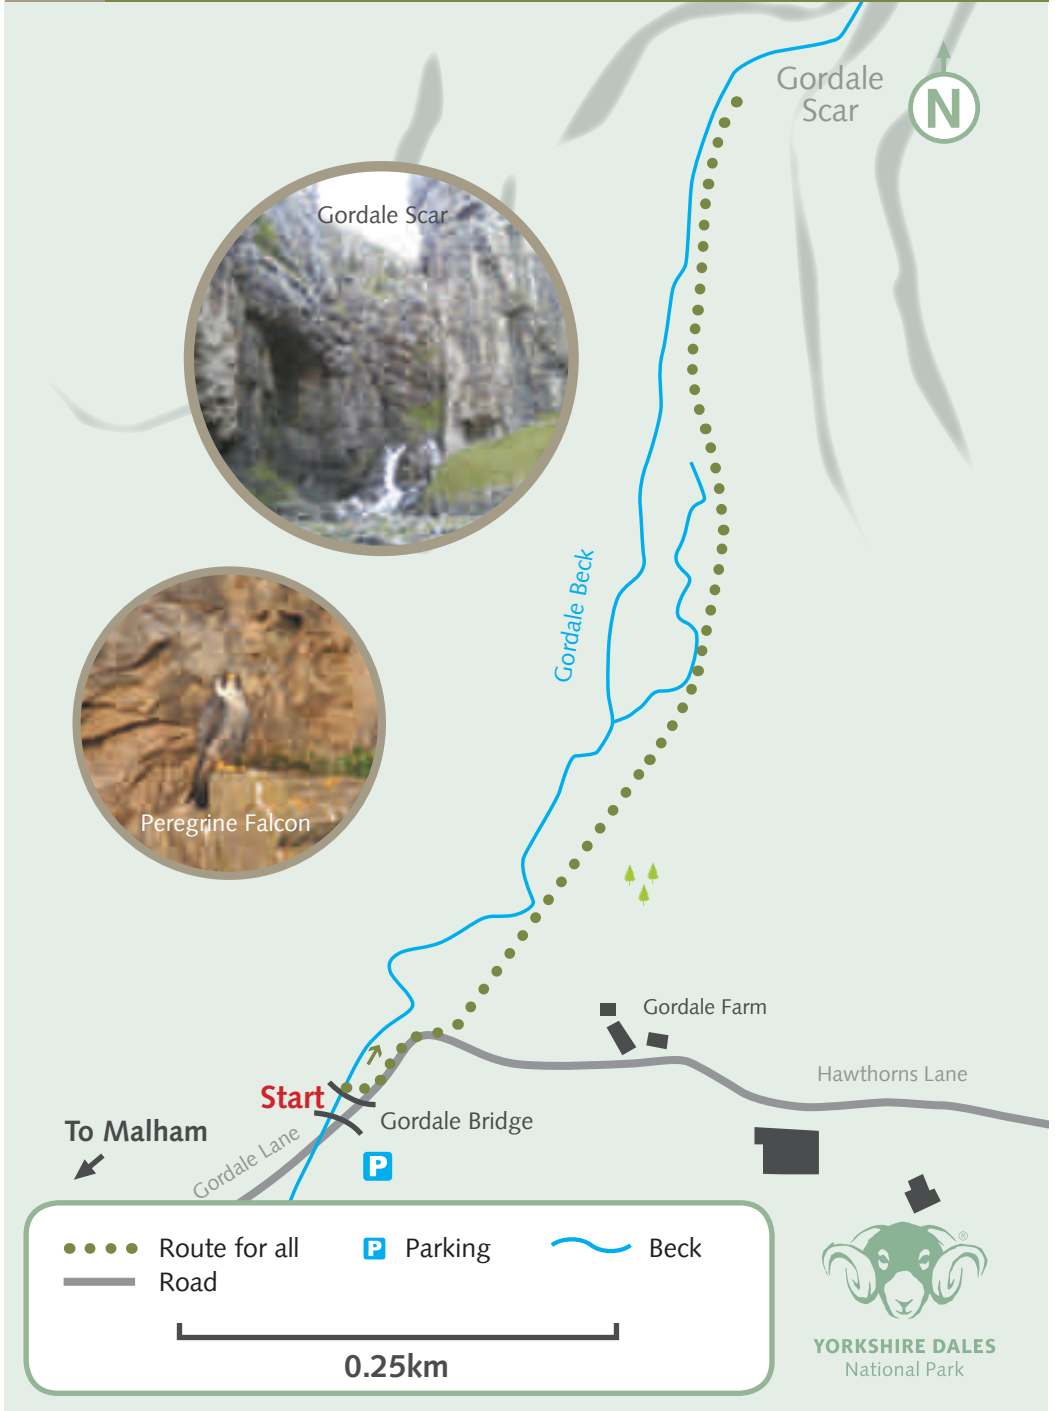 Gordale
Scar
N
Gordale Scar
Gordale Beck
Peregrine Falcon
Gordale Farm
Hawthorns Lane
Start
Gordale Bridge
To Malham
Gordale Lane
P
Route for all
P Parking
Beck
Road
0.25km
®
YORKSHIRE DALES
National Park